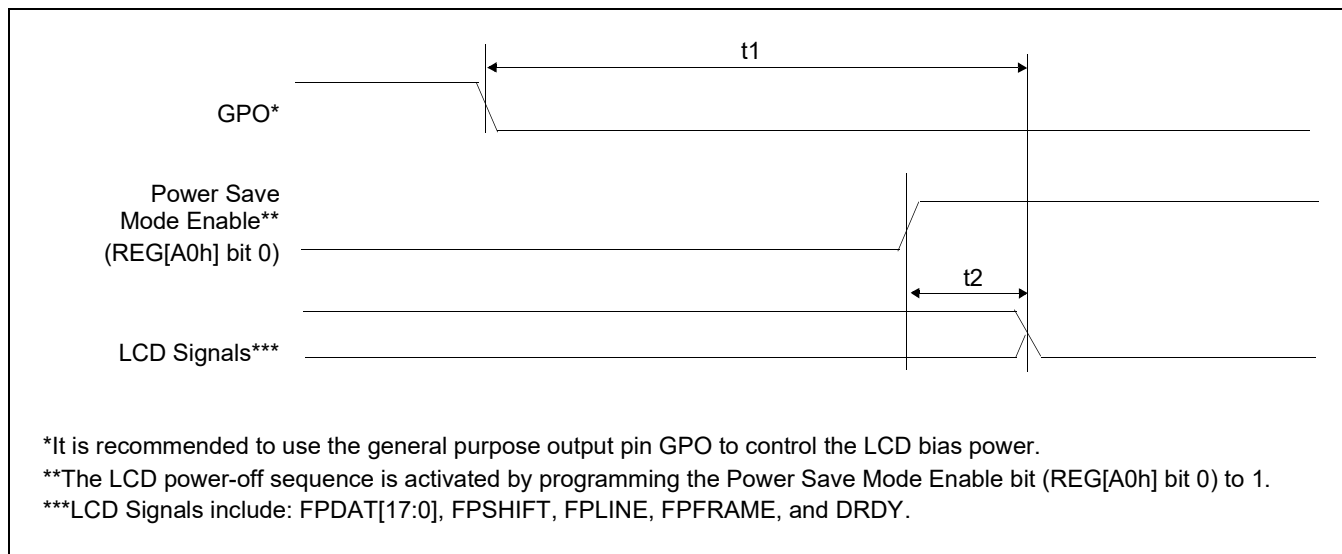 t1
GPO*
Power Save
Mode Enable**
(REG[A0h] bit 0)
t2
LCD Signals***
*It is recommended to use the general purpose output pin GPO to control the LCD bias power.
**The LCD power-off sequence is activated by programming the Power Save Mode Enable bit (REG[A0h] bit 0) to 1.
***LCD Signals include: FPDAT[17:0], FPSHIFT, FPLINE, FPFRAME, and DRDY.